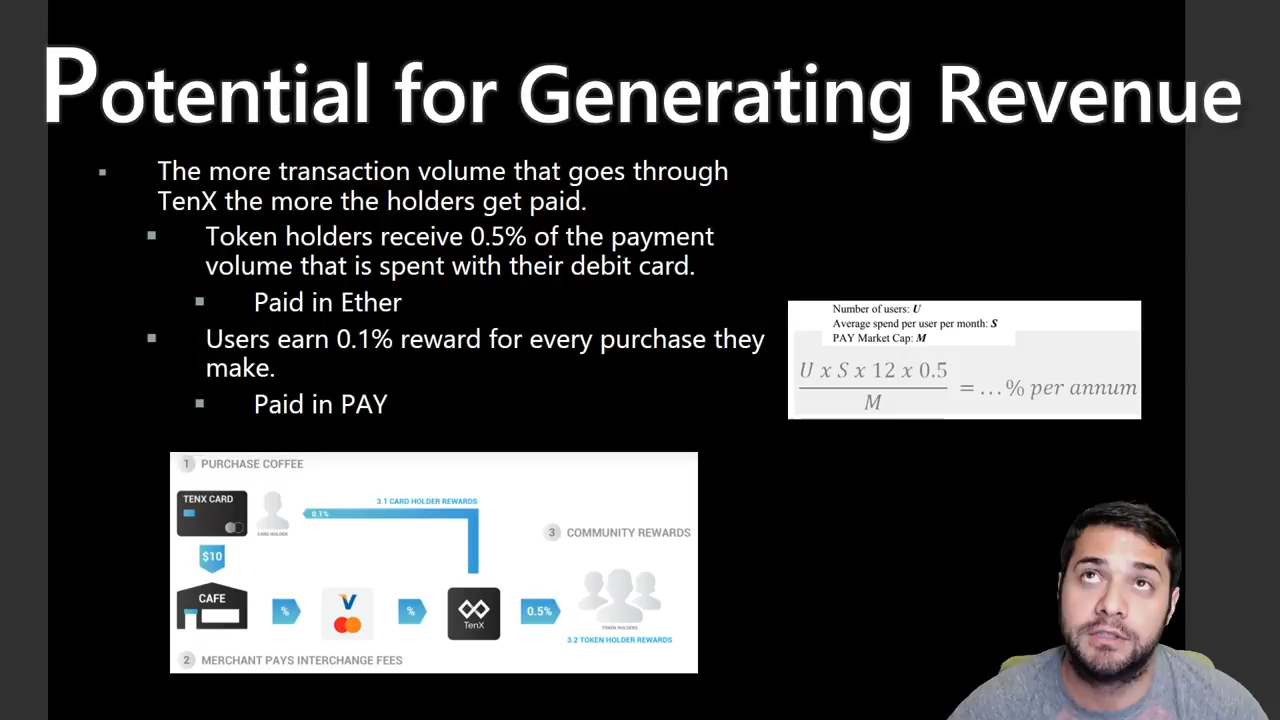 Potential for Generating Revenue
The more transaction volume that goes through
TenX the more the holders get paid.
Token holders receive 0.5% of the payment
volume that is spent with their debit card.
Paid in Ether
Users earn 0.1% reward for every purchase they
make.
Paid in PAY
Number of users: U
Average spend per user per month: S
PAY Market Cap: M
U x S x 12 x 0.5
M
= ...% per annum
1 PURCHASE COFFEE
TENX CARD
CARD HOLDER
3.1 CARD HOLDER REWARDS
0.1%
3 COMMUNITY REWARDS
$10
CAFE
%
%
TenX
0.5%
TOKEN HOLDERS
3.2 TOKEN HOLDER REWARDS
2 MERCHANT PAYS INTERCHANGE FEES